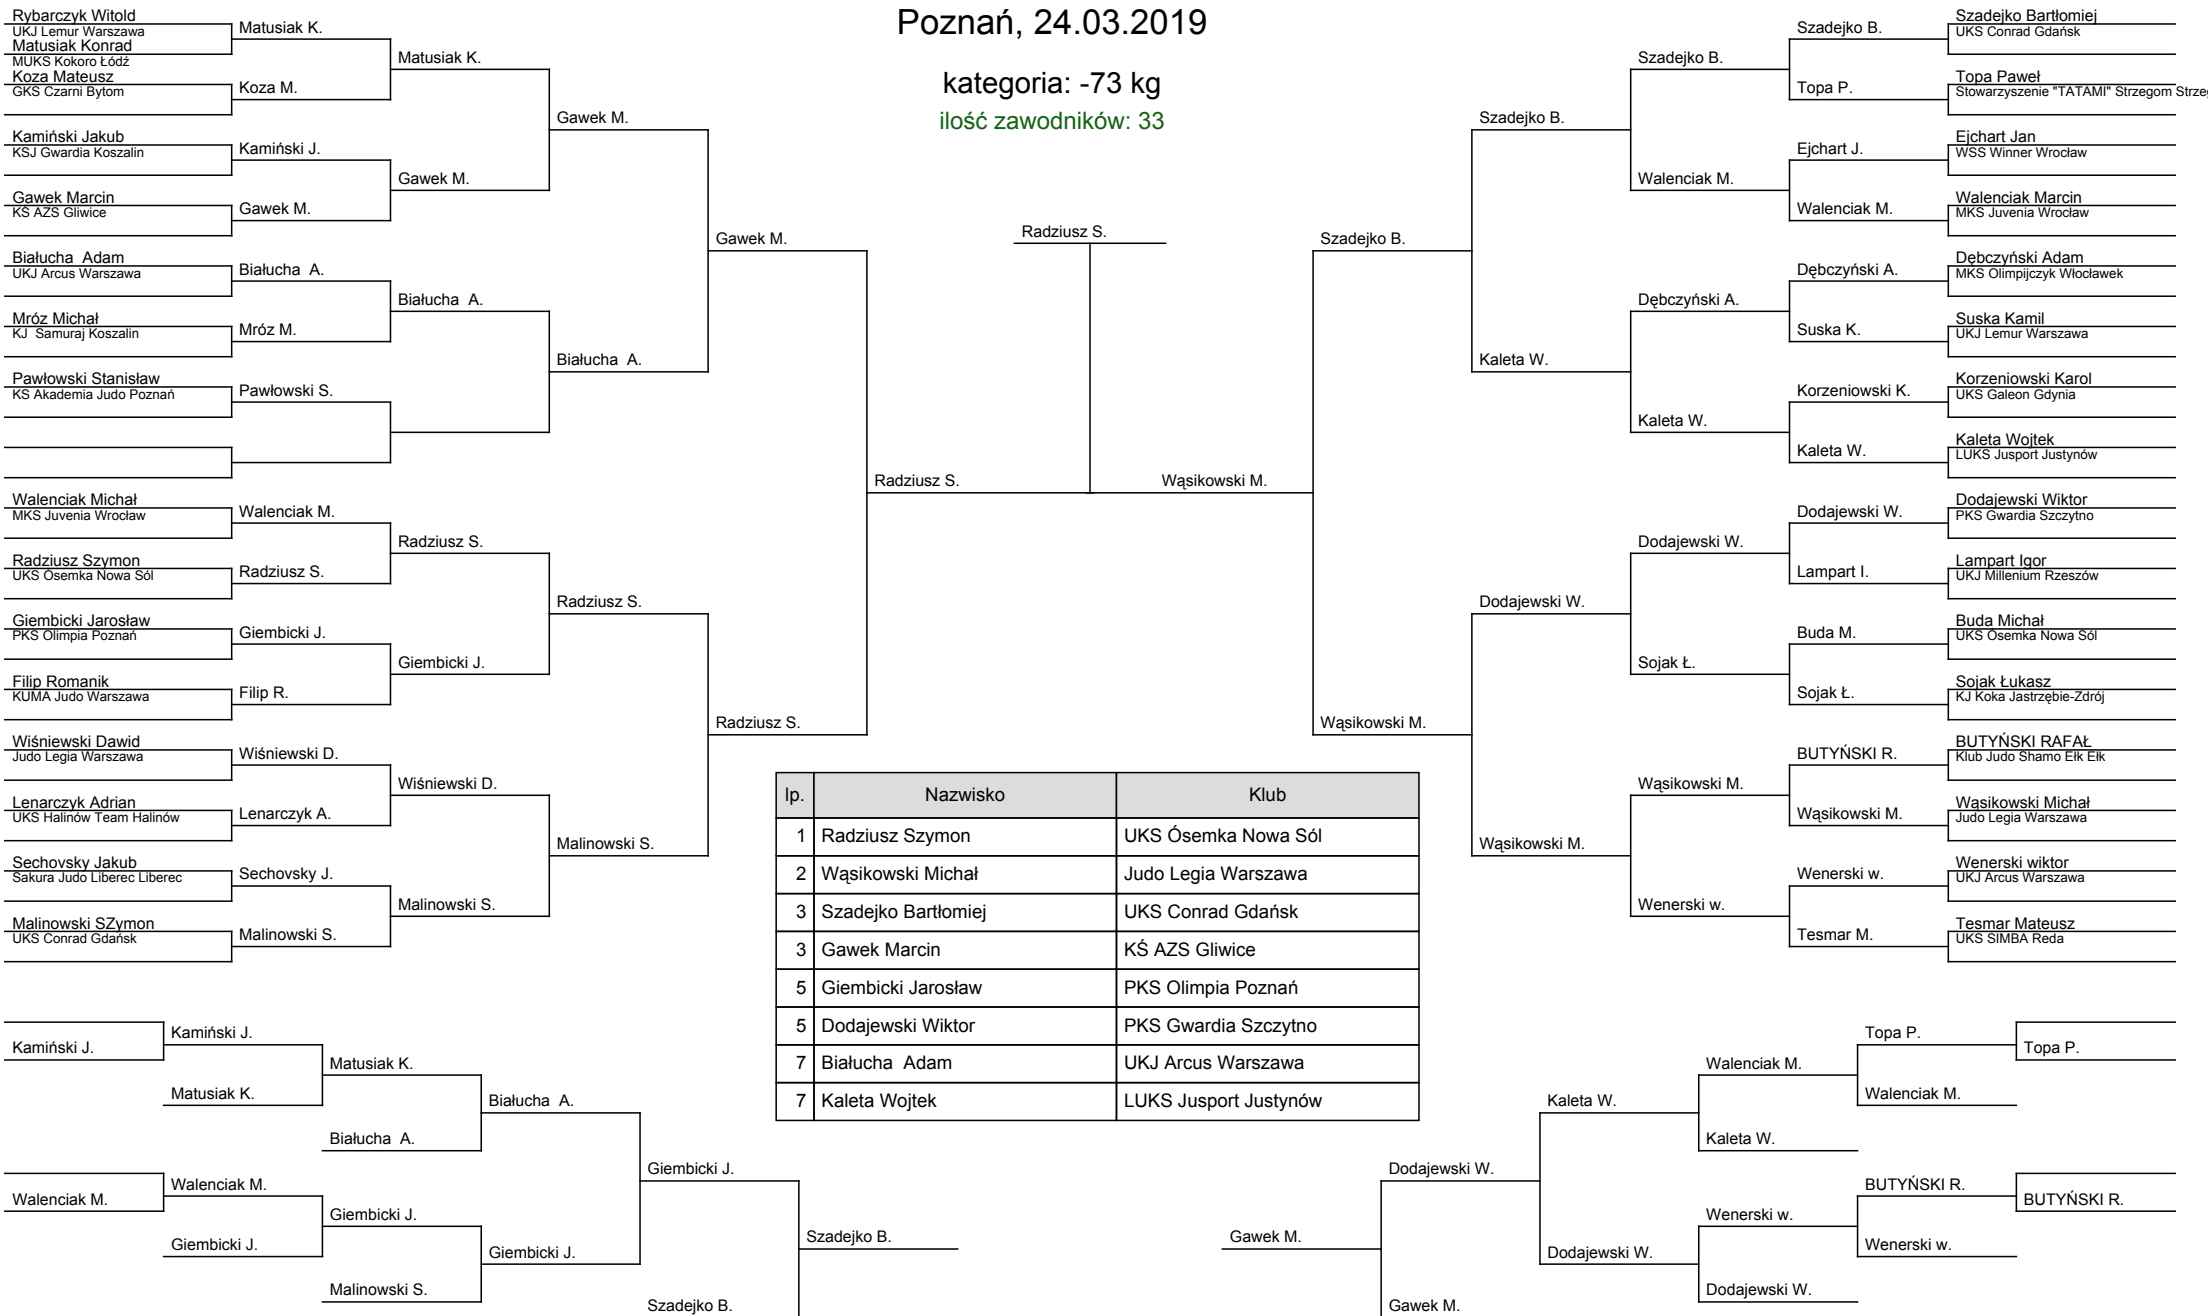 Poznań, 24.03.2019
kategoria: -73 kg
ilość zawodników: 33
Rybarczyk Witold
UKJ Lemur Warszawa
Matusiak Konrad
MUKS Kokoro Łódź
Koza Mateusz
GKS Czarni Bytom
Kamiński Jakub
KSJ Gwardia Koszalin
Gawek Marcin
KŚ AZS Gliwice
Białucha  Adam
UKJ Arcus Warszawa
Mróz Michał
KJ  Samuraj Koszalin
Pawłowski Stanisław
KS Akademia Judo Poznań
Walenciak Michał
MKS Juvenia Wrocław
Radziusz Szymon
UKS Ósemka Nowa Sól
Giembicki Jarosław
PKS Olimpia Poznań
Filip Romanik
KUMA Judo Warszawa
Wiśniewski Dawid
Judo Legia Warszawa
Lenarczyk Adrian
UKS Halinów Team Halinów
Sechovsky Jakub
Sakura Judo Liberec Liberec
Malinowski SZymon
UKS Conrad Gdańsk
Matusiak K.
Koza M.
Kamiński J.
Gawek M.
Białucha  A.
Mróz M.
Pawłowski S.
Walenciak M.
Radziusz S.
Giembicki J.
Filip R.
Wiśniewski D.
Lenarczyk A.
Sechovsky J.
Malinowski S.
Matusiak K.
Gawek M.
Białucha  A.
Radziusz S.
Giembicki J.
Wiśniewski D.
Malinowski S.
Gawek M.
Białucha  A.
Radziusz S.
Malinowski S.
Gawek M.
Radziusz S.
Radziusz S.
Radziusz S.
Wąsikowski M.
Szadejko B.
Wąsikowski M.
Szadejko B.
Kaleta W.
Dodajewski W.
Wąsikowski M.
Szadejko B.
Walenciak M.
Dębczyński A.
Kaleta W.
Dodajewski W.
Sojak Ł.
Wąsikowski M.
Wenerski w.
Szadejko B.
Topa P.
Ejchart J.
Walenciak M.
Dębczyński A.
Suska K.
Korzeniowski K.
Kaleta W.
Dodajewski W.
Lampart I.
Buda M.
Sojak Ł.
BUTYŃSKI R.
Wąsikowski M.
Wenerski w.
Tesmar M.
Szadejko Bartłomiej
UKS Conrad Gdańsk
Topa Paweł
Stowarzyszenie "TATAMI" Strzegom Strzeg
Ejchart Jan
WSS Winner Wrocław
Walenciak Marcin
MKS Juvenia Wrocław
Dębczyński Adam
MKS Olimpijczyk Włocławek
Suska Kamil
UKJ Lemur Warszawa
Korzeniowski Karol
UKS Galeon Gdynia
Kaleta Wojtek
LUKS Jusport Justynów
Dodajewski Wiktor
PKS Gwardia Szczytno
Lampart Igor
UKJ Millenium Rzeszów
Buda Michał
UKS Ósemka Nowa Sól
Sojak Łukasz
KJ Koka Jastrzębie-Zdrój
BUTYŃSKI RAFAŁ
Klub Judo Shamo Ełk Ełk
Wąsikowski Michał
Judo Legia Warszawa
Wenerski wiktor
UKJ Arcus Warszawa
Tesmar Mateusz
UKS SIMBA Reda
lp. Nazwisko Klub
1 Radziusz Szymon UKS Ósemka Nowa Sól
2 Wąsikowski Michał Judo Legia Warszawa
3 Szadejko Bartłomiej UKS Conrad Gdańsk
3 Gawek Marcin KŚ AZS Gliwice
5 Giembicki Jarosław PKS Olimpia Poznań
5 Dodajewski Wiktor PKS Gwardia Szczytno
7 Białucha  Adam UKJ Arcus Warszawa
7 Kaleta Wojtek LUKS Jusport Justynów
Kamiński J.
Walenciak M.
Kamiński J.
Matusiak K.
Walenciak M.
Giembicki J.
Matusiak K.
Białucha  A.
Giembicki J.
Malinowski S.
Białucha  A.
Giembicki J.
Giembicki J.
Szadejko B.
Szadejko B.
Gawek M.
Dodajewski W.
Gawek M.
Kaleta W.
Dodajewski W.
Walenciak M.
Kaleta W.
Wenerski w.
Dodajewski W.
Topa P.
Walenciak M.
BUTYŃSKI R.
Wenerski w.
Topa P.
BUTYŃSKI R.